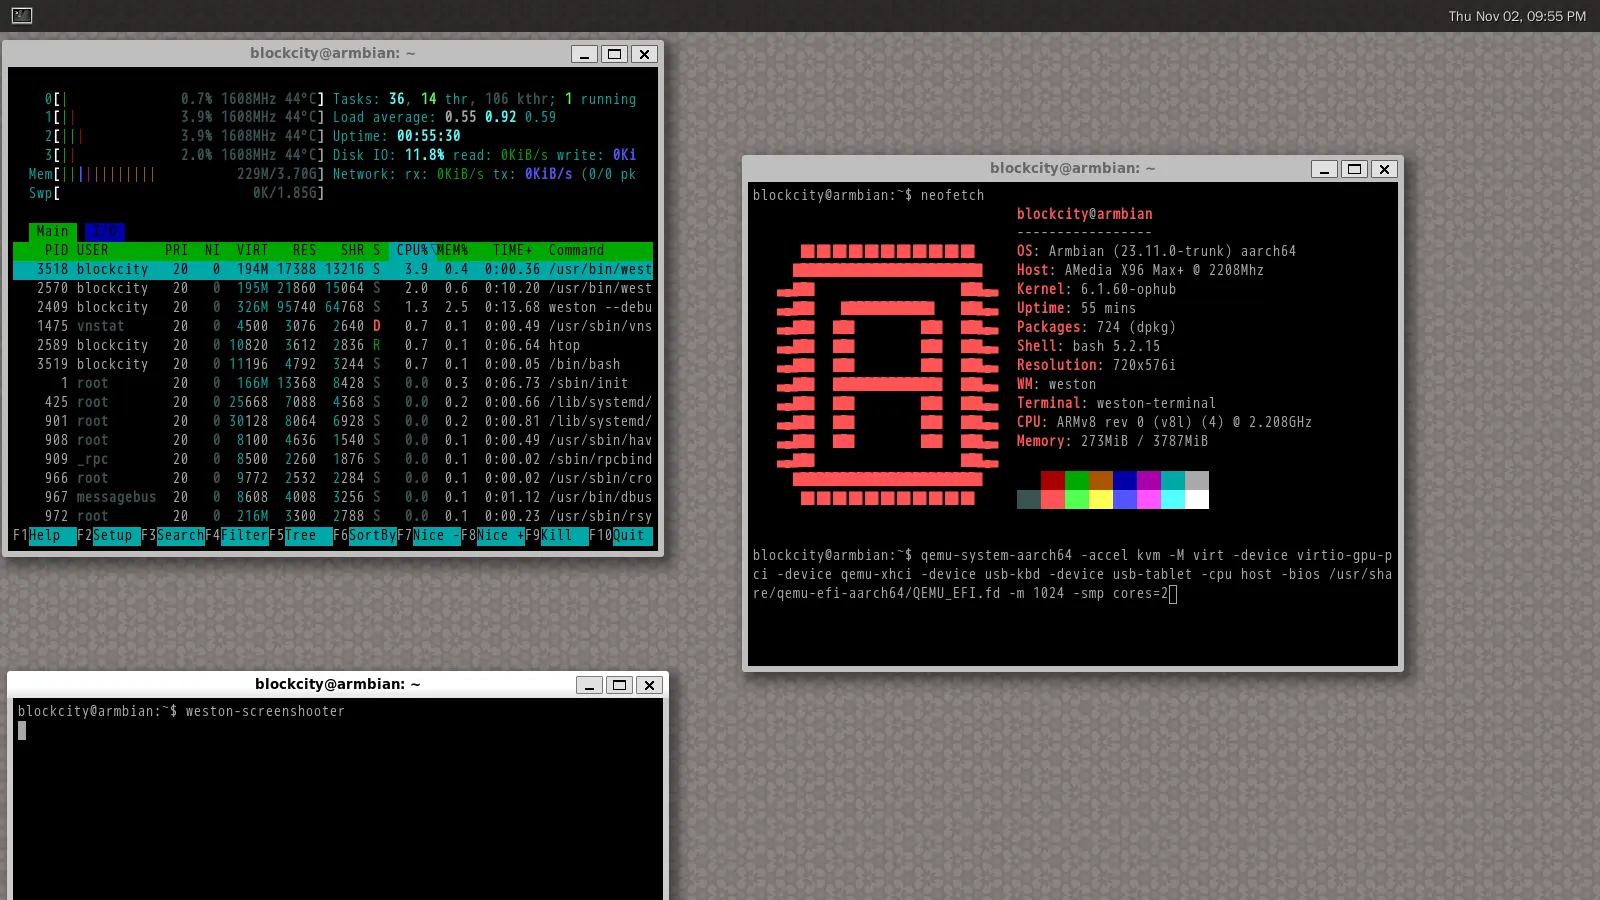 Thu Nov 02, 09:55 PM
blockcity@armbian: ~
0[| 0.7% 1608MHz 44°C] Tasks: 36, 14 thr, 106 kthr; 1 running
1[|| 3.9% 1608MHz 44°C] Load average: 0.55 0.92 0.59
2[||| 3.9% 1608MHz 44°C] Uptime: 00:55:30
3[|| 2.0% 1608MHz 44°C] Disk IO: 11.8% read: 0KiB/s write: 0Ki
Mem[|||||||||||| 229M/3.70G] Network: rx: 0KiB/s tx: 0KiB/s (0/0 pk
Swp[ 0K/1.85G]
Main I/O
PID USER PRI NI VIRT RES SHR S CPU%▽MEM% TIME+ Command
3518 blockcity 20 0 194M 17388 13216 S 3.9 0.4 0:00.36 /usr/bin/west
2570 blockcity 20 0 195M 21860 15064 S 2.0 0.6 0:10.20 /usr/bin/west
2409 blockcity 20 0 326M 95740 64768 S 1.3 2.5 0:13.68 weston --debu
1475 vnstat 20 0 4500 3076 2640 D 0.7 0.1 0:00.49 /usr/sbin/vns
2589 blockcity 20 0 10820 3612 2836 R 0.7 0.1 0:06.64 htop
3519 blockcity 20 0 11196 4792 3244 S 0.7 0.1 0:00.05 /bin/bash
1 root 20 0 166M 13368 8428 S 0.0 0.3 0:06.73 /sbin/init
425 root 20 0 25668 7088 4368 S 0.0 0.2 0:00.66 /lib/systemd/
901 root 20 0 30128 8064 6928 S 0.0 0.2 0:00.81 /lib/systemd/
908 root 20 0 8100 4636 1540 S 0.0 0.1 0:00.49 /usr/sbin/hav
909 _rpc 20 0 8500 2260 1876 S 0.0 0.1 0:00.02 /sbin/rpcbind
966 root 20 0 9772 2532 2284 S 0.0 0.1 0:00.02 /usr/sbin/cro
967 messagebus 20 0 8608 4008 3256 S 0.0 0.1 0:01.12 /usr/bin/dbus
972 root 20 0 216M 3300 2788 S 0.0 0.1 0:00.23 /usr/sbin/rsy
F1Help F2Setup F3SearchF4FilterF5Tree F6SortByF7Nice -F8Nice +F9Kill F10Quit
blockcity@armbian: ~
blockcity@armbian:~$ neofetch
blockcity@armbian
-----------------
OS: Armbian (23.11.0-trunk) aarch64
Host: AMedia X96 Max+ @ 2208Mhz
Kernel: 6.1.60-ophub
Uptime: 55 mins
Packages: 724 (dpkg)
Shell: bash 5.2.15
Resolution: 720x576i
WM: weston
Terminal: weston-terminal
CPU: ARMv8 rev 0 (v8l) (4) @ 2.208GHz
Memory: 273MiB / 3787MiB
blockcity@armbian:~$ qemu-system-aarch64 -accel kvm -M virt -device virtio-gpu-p
ci -device qemu-xhci -device usb-kbd -device usb-tablet -cpu host -bios /usr/sha
re/qemu-efi-aarch64/QEMU_EFI.fd -m 1024 -smp cores=2
blockcity@armbian: ~
blockcity@armbian:~$ weston-screenshooter